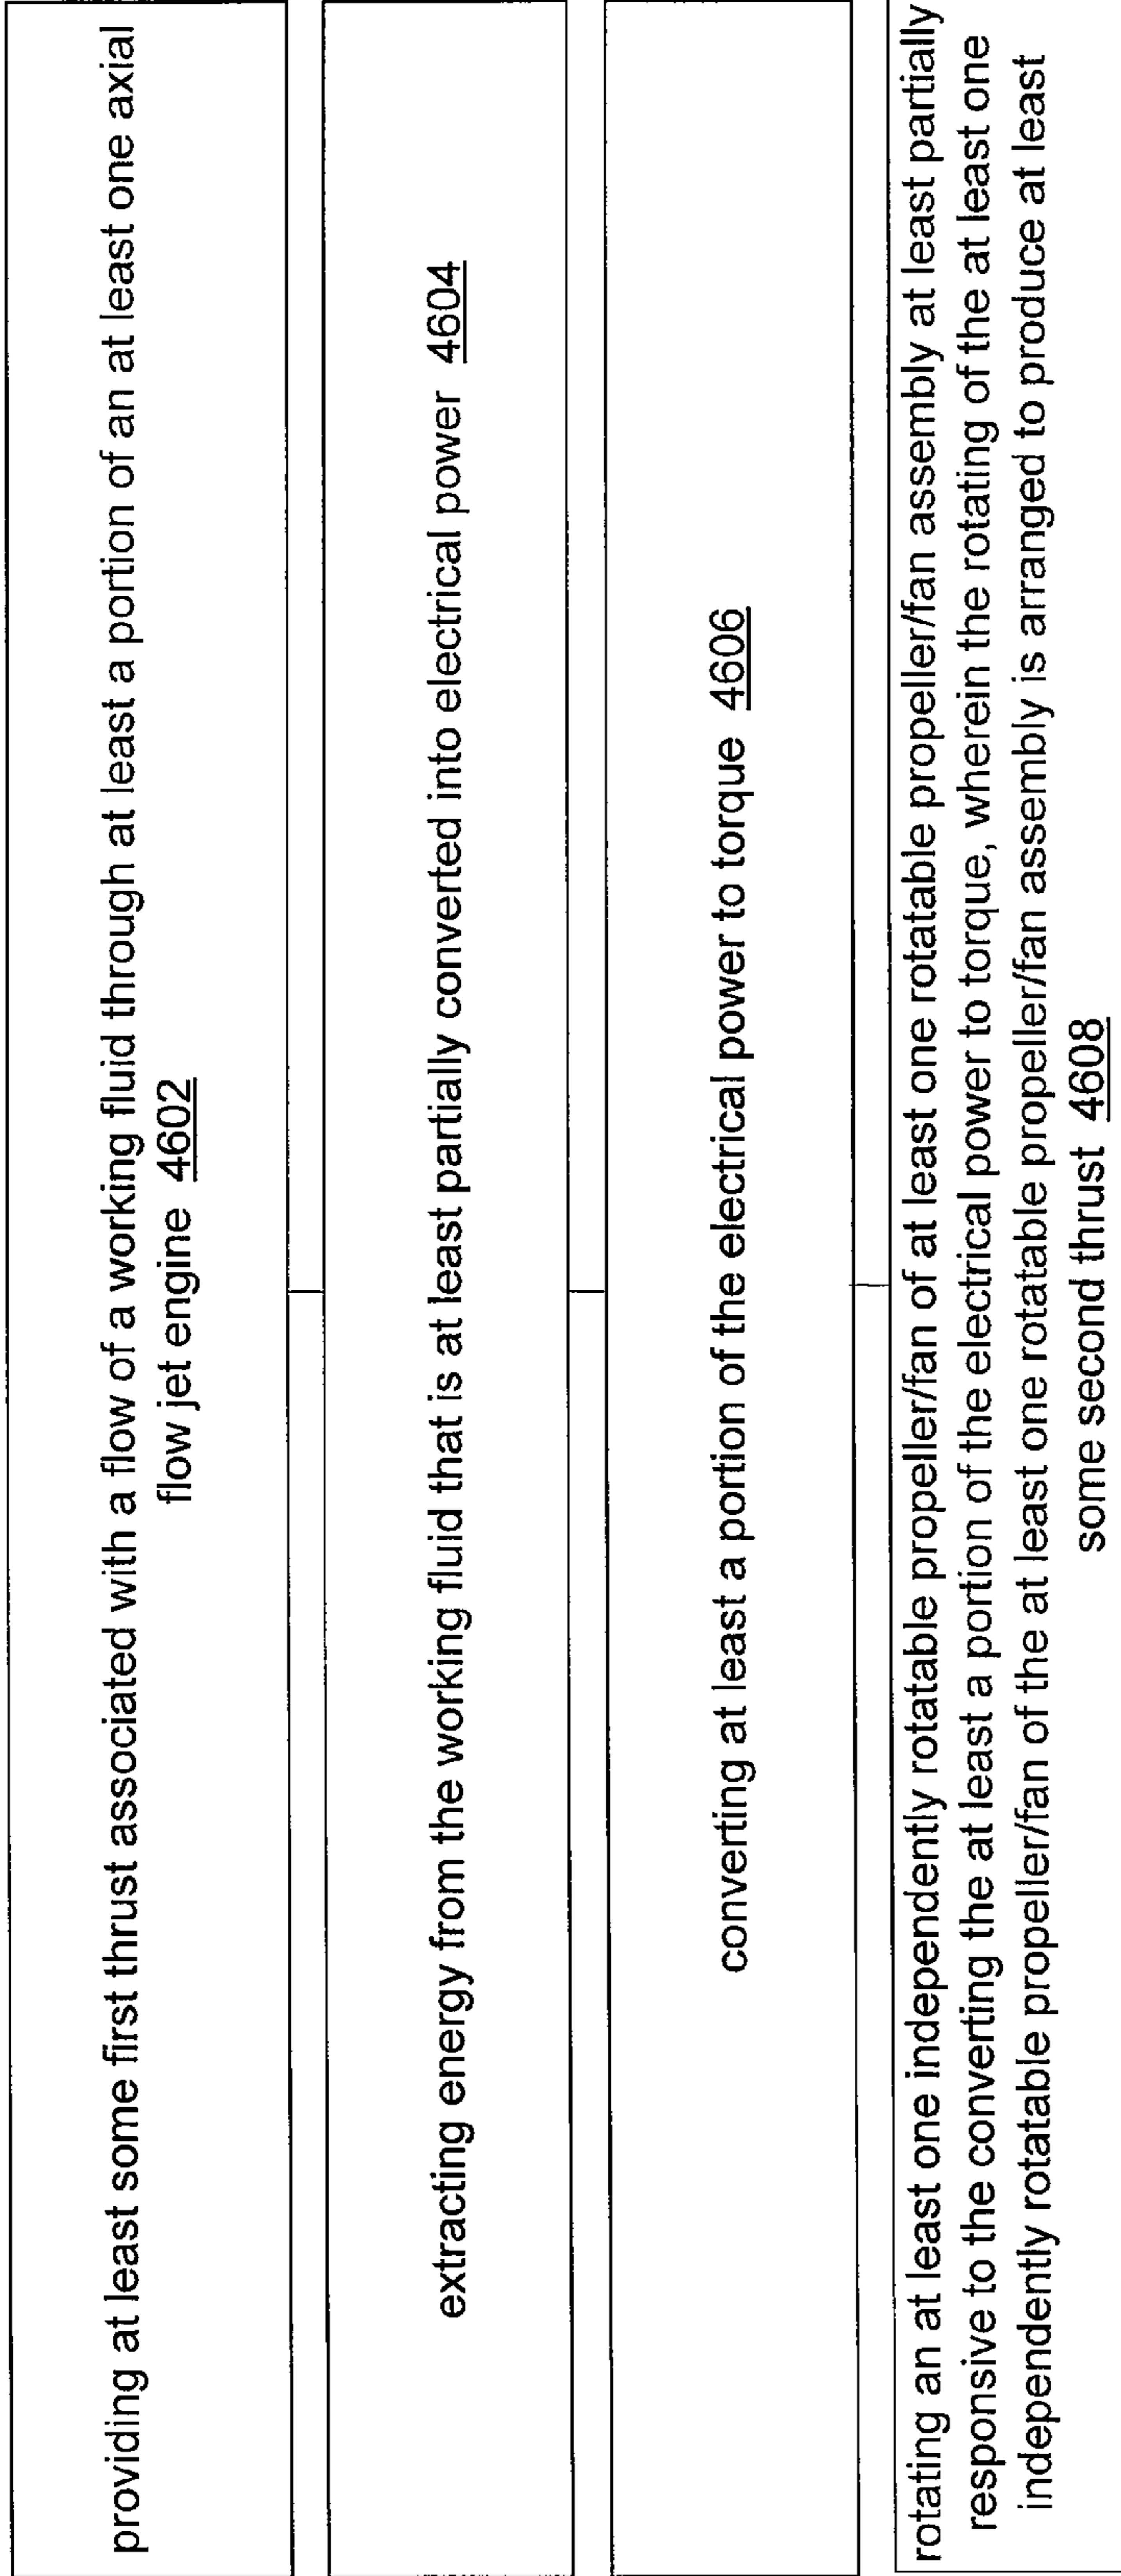 providing at least some first thrust associated with a flow of a working fluid through at least a portion of an at least one axial
flow jet engine 4602
extracting energy from the working fluid that is at least partially converted into electrical power 4604
converting at least a portion of the electrical power to torque 4606
rotating an at least one independently rotatable propeller/fan of at least one rotatable propeller/fan assembly at least partially
responsive to the converting the at least a portion of the electrical power to torque, wherein the rotating of the at least one
independently rotatable propeller/fan of the at least one rotatable propeller/fan assembly is arranged to produce at least
some second thrust 4608